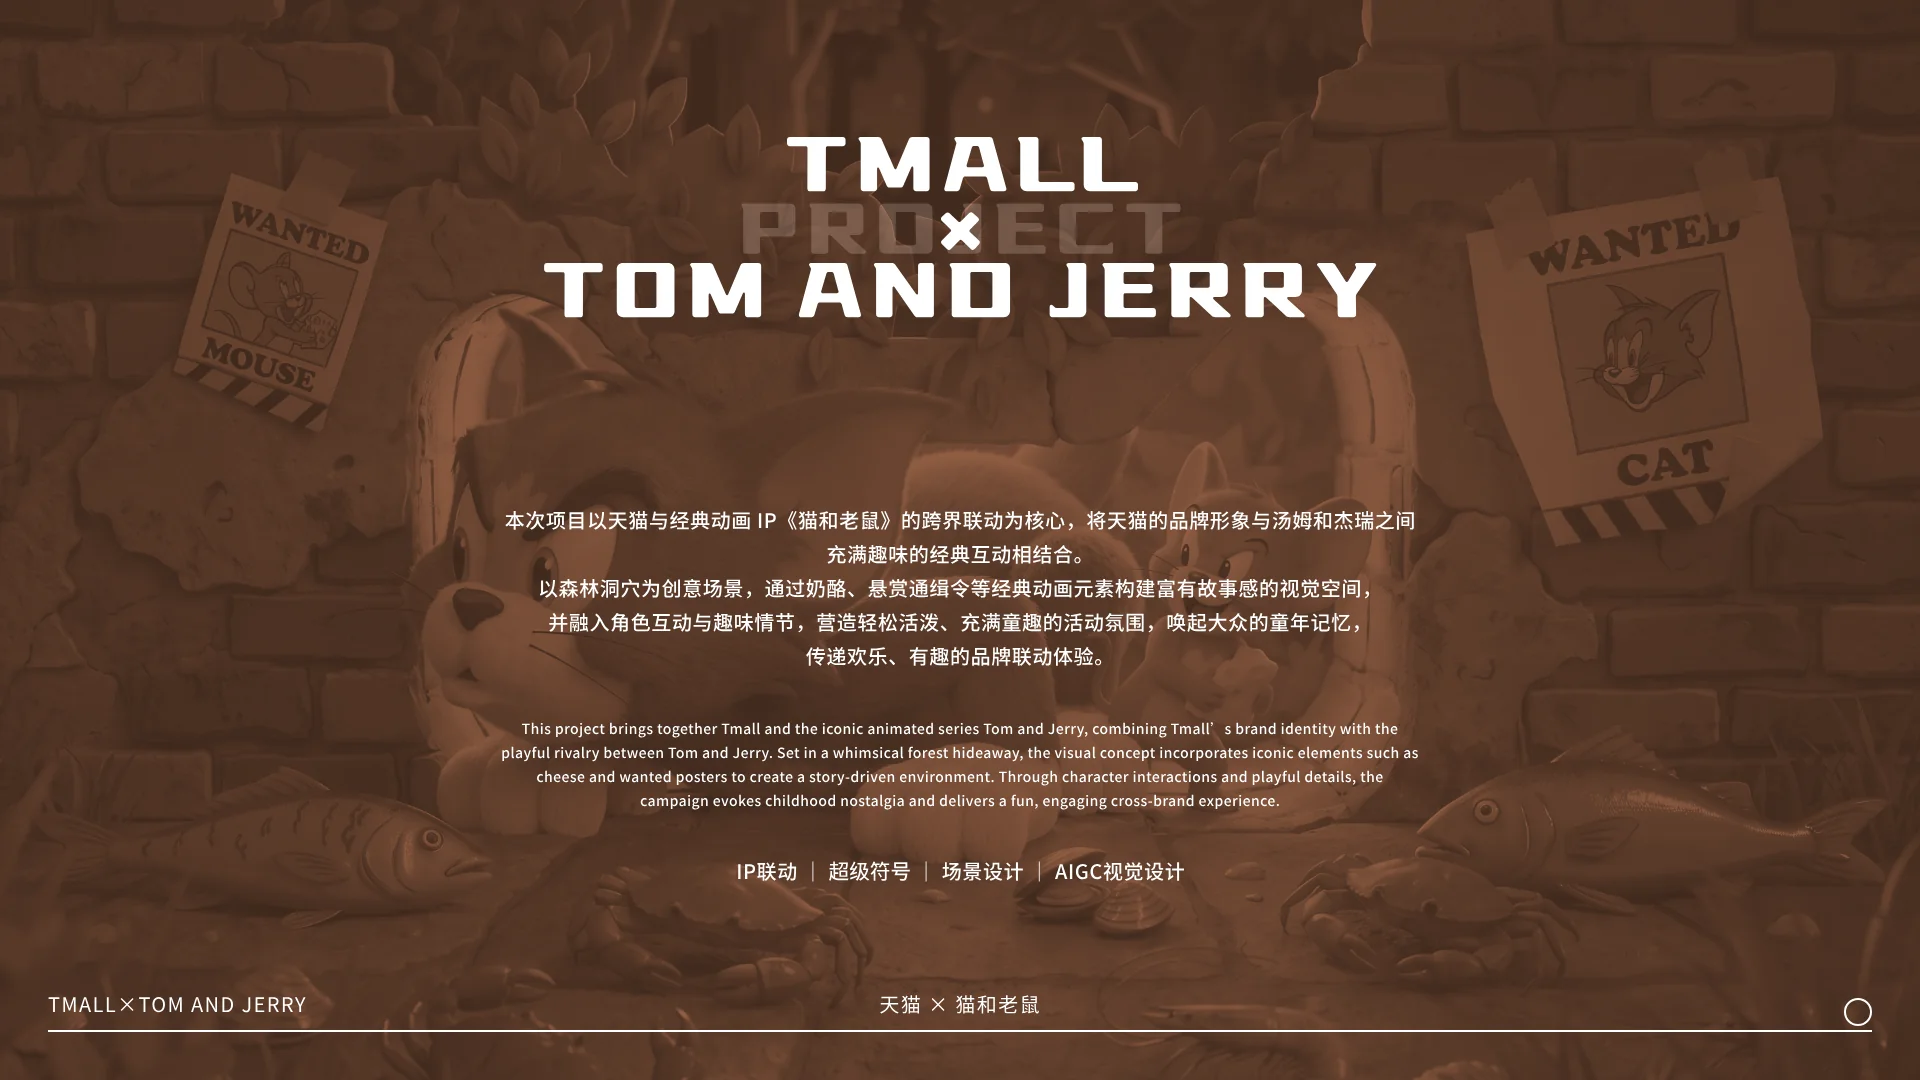 TMALL
PROJECT
×
TOM AND JERRY
WANTED
MOUSE
WANTED
CAT
本次项目以天猫与经典动画 IP《猫和老鼠》的跨界联动为核心，将天猫的品牌形象与汤姆和杰瑞之间
充满趣味的经典互动相结合。
以森林洞穴为创意场景，通过奶酪、悬赏通缉令等经典动画元素构建富有故事感的视觉空间，
并融入角色互动与趣味情节，营造轻松活泼、充满童趣的活动氛围，唤起大众的童年记忆，
传递欢乐、有趣的品牌联动体验。
This project brings together Tmall and the iconic animated series Tom and Jerry, combining Tmall’s brand identity with the
playful rivalry between Tom and Jerry. Set in a whimsical forest hideaway, the visual concept incorporates iconic elements such as
cheese and wanted posters to create a story-driven environment. Through character interactions and playful details, the
campaign evokes childhood nostalgia and delivers a fun, engaging cross-brand experience.
IP联动｜超级符号｜场景设计｜AIGC视觉设计
TMALL×TOM AND JERRY
天猫 × 猫和老鼠